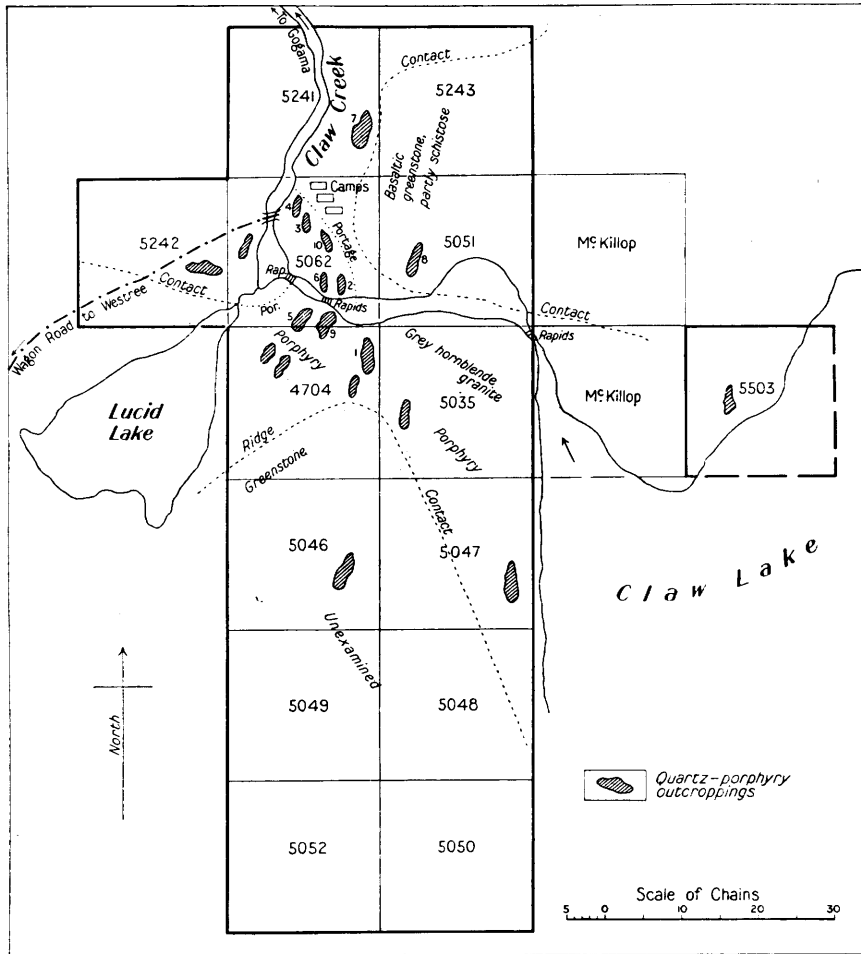 To Gogama
Claw Creek
Contact
5241
5243
7
Basaltic
greenstone,
partly schistose
Camps
4
3
10
Portage
5242
5062
8
5051
McKillop
Contact
Rap.
6
2
Por.
Rapids
Contact
Rapids
Wagon Road to Westree
5
9
Porphyry
1
Grey hornblende
granite
McKillop
5503
4704
5035
Lucid
Lake
Ridge
Greenstone
Porphyry
Contact
5046
5047
Claw Lake
Unexamined
5049
5048
North
Quartz-porphyry
outcroppings
5052
5050
Scale of Chains
5 0 10 20 30